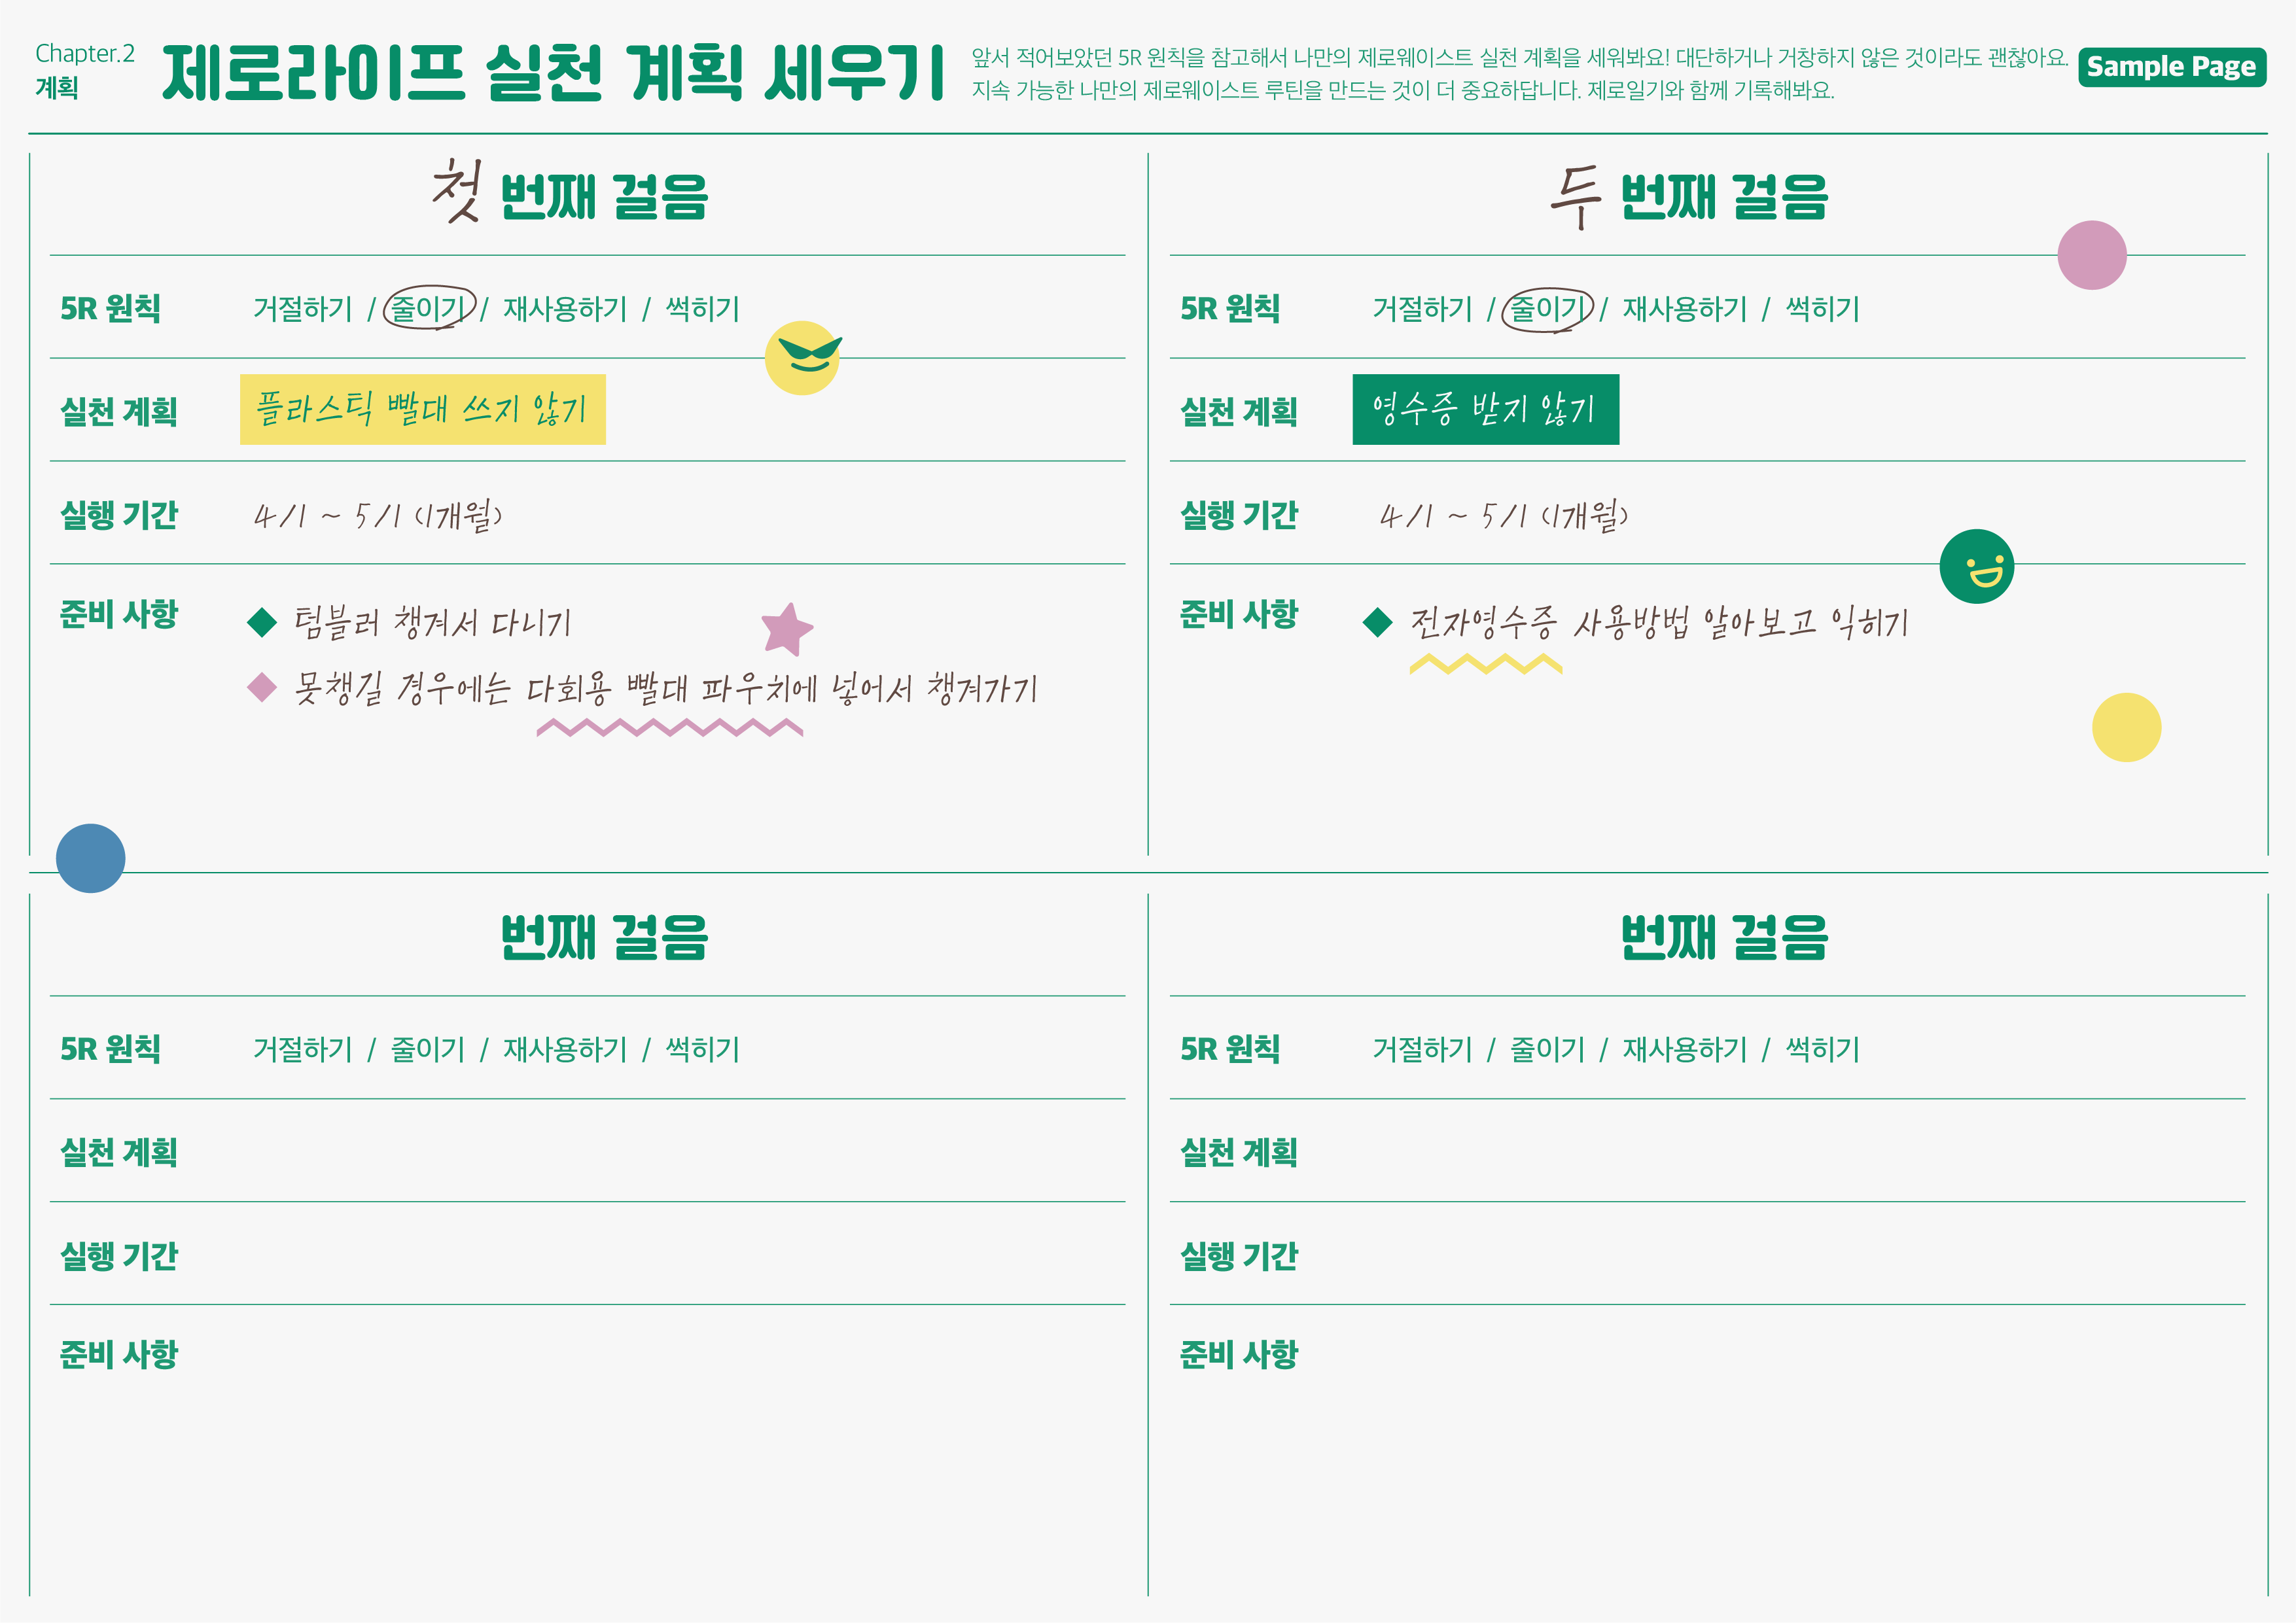 Chapter.2
계획
제로라이프 실천 계획 세우기
앞서 적어보았던 5R 원칙을 참고해서 나만의 제로웨이스트 실천 계획을 세워봐요! 대단하거나 거창하지 않은 것이라도 괜찮아요.
지속 가능한 나만의 제로웨이스트 루틴을 만드는 것이 더 중요하답니다. 제로일기와 함께 기록해봐요.
Sample Page
첫 번째 걸음
5R 원칙 거절하기 / 줄이기 / 재사용하기 / 썩히기
실천 계획 플라스틱 빨대 쓰지 않기
실행 기간 4/1 ~ 5/1 (1개월)
준비 사항 텀블러 챙겨서 다니기
못챙길 경우에는 다회용 빨대 파우치에 넣어서 챙겨가기
두 번째 걸음
5R 원칙 거절하기 / 줄이기 / 재사용하기 / 썩히기
실천 계획 영수증 받지 않기
실행 기간 4/1 ~ 5/1 (1개월)
준비 사항 전자영수증 사용방법 알아보고 익히기
번째 걸음
5R 원칙 거절하기 / 줄이기 / 재사용하기 / 썩히기
실천 계획
실행 기간
준비 사항
번째 걸음
5R 원칙 거절하기 / 줄이기 / 재사용하기 / 썩히기
실천 계획
실행 기간
준비 사항